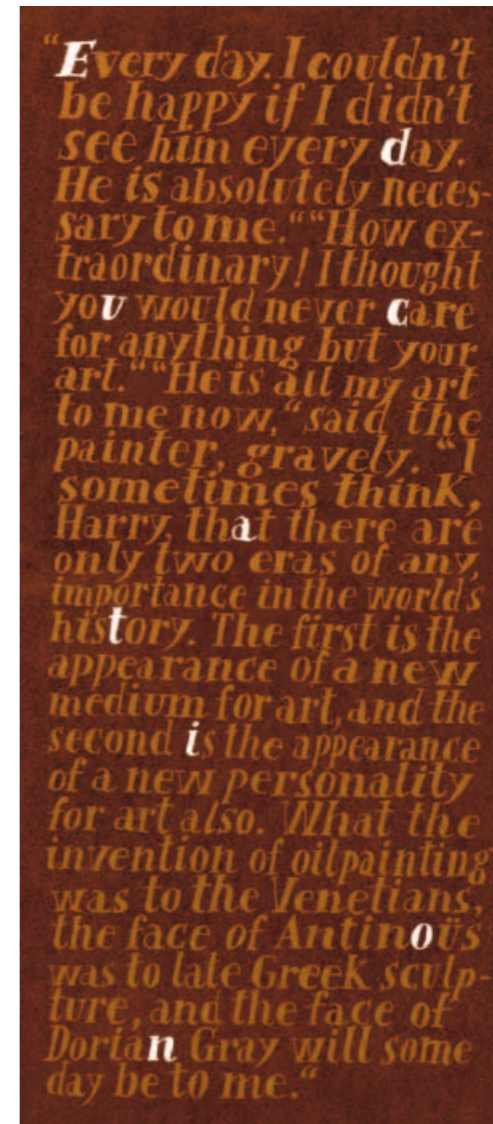 “Every day. I couldn't
be happy if I didn't
see him every day.
He is absolutely neces-
sary to me.“ “How ex-
traordinary! I thought
you would never care
for anything but your
art.“ “He is all my art
to me now,“ said the
painter, gravely. “I
sometimes think,
Harry, that there are
only two eras of any,
importance in the world's
history. The first is the
appearance of a new
medium for art, and the
second is the appearance
of a new personality
for art also. What the
invention of oilpainting
was to the Venetians,
the face of Antinoüs
was to late Greek sculp-
ture, and the face of
Dorian Gray will some
day be to me.“